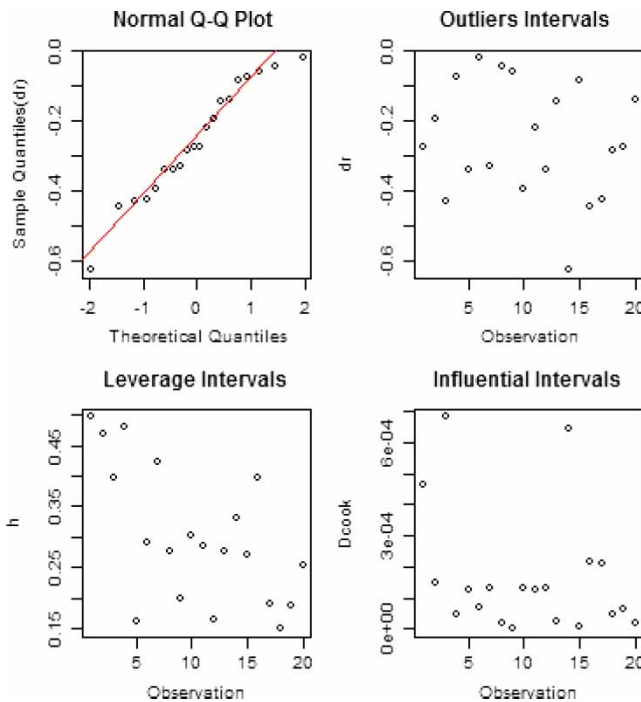 Normal Q-Q Plot
Sample Quantiles(dr)
0.0
-0.2
-0.4
-0.6
-2
-1
0
1
2
Theoretical Quantiles
Outliers Intervals
dr
0.0
-0.2
-0.4
-0.6
5
10
15
20
Observation
Leverage Intervals
h
0.45
0.35
0.25
0.15
5
10
15
20
Observation
Influential Intervals
Dcook
6e-04
3e-04
0e+00
5
10
15
20
Observation